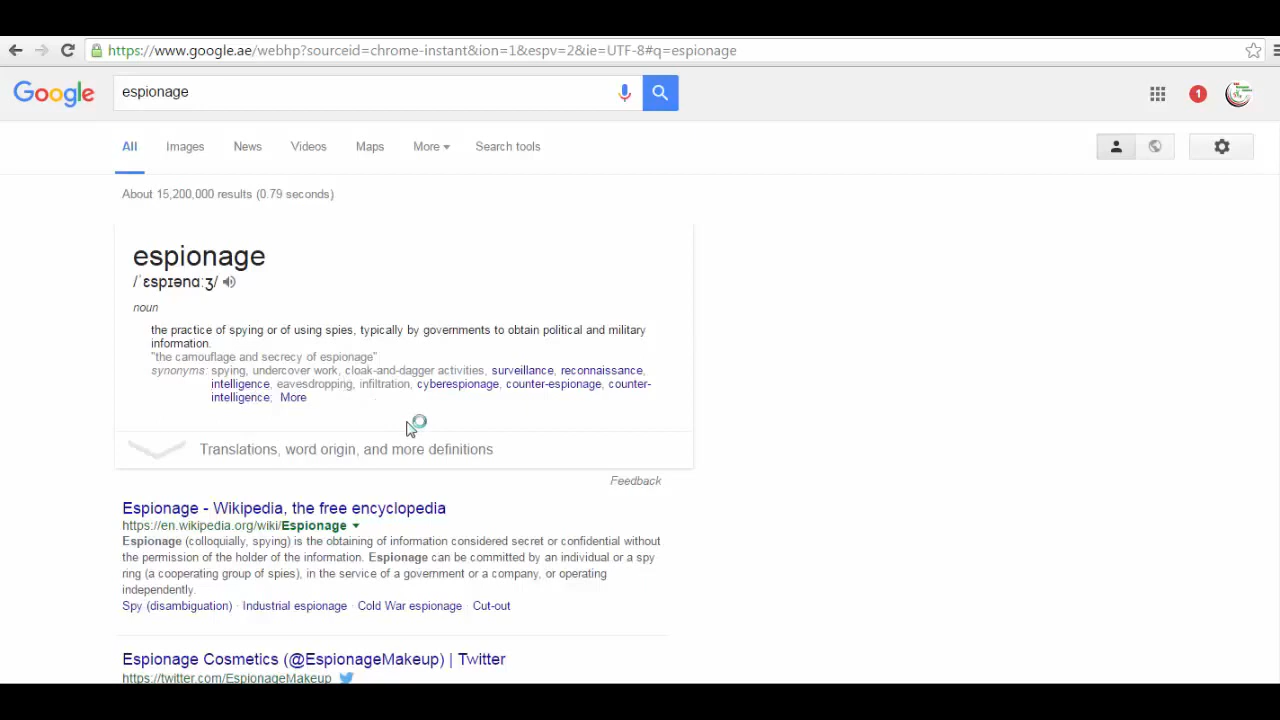 https://www.google.ae/webhp?sourceid=chrome-instant&ion=1&espv=2&ie=UTF-8#q=espionage
Google
espionage
1
All Images News Videos Maps More Search tools
About 15,200,000 results (0.79 seconds)
espionage
/ˈɛspɪənɑːʒ/
noun
the practice of spying or of using spies, typically by governments to obtain political and military
information.
"the camouflage and secrecy of espionage"
synonyms: spying, undercover work, cloak-and-dagger activities, surveillance, reconnaissance,
intelligence, eavesdropping, infiltration, cyberespionage, counter-espionage, counter-
intelligence; More
Translations, word origin, and more definitions
Feedback
Espionage - Wikipedia, the free encyclopedia
https://en.wikipedia.org/wiki/Espionage
Espionage (colloquially, spying) is the obtaining of information considered secret or confidential without
the permission of the holder of the information. Espionage can be committed by an individual or a spy
ring (a cooperating group of spies), in the service of a government or a company, or operating
independently.
Spy (disambiguation) · Industrial espionage · Cold War espionage · Cut-out
Espionage Cosmetics (@EspionageMakeup) | Twitter
https://twitter.com/EspionageMakeup